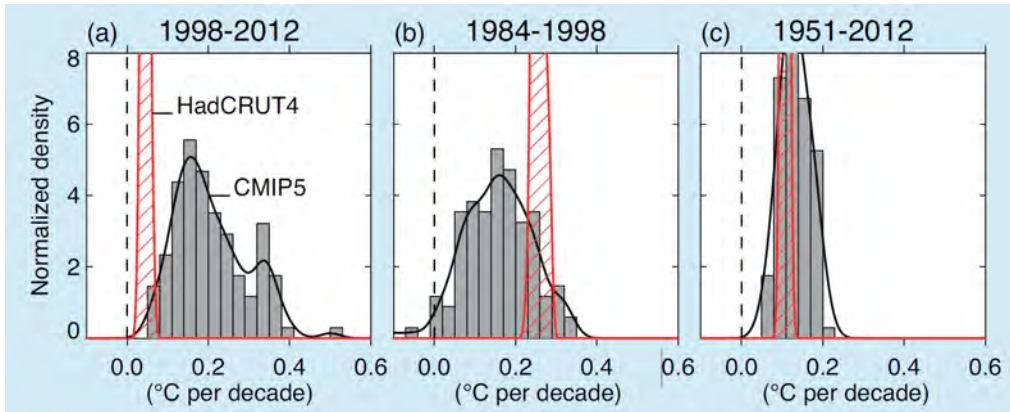 (a) 1998-2012
(b) 1984-1998
(c) 1951-2012
Normalized density
8
6
4
2
0
HadCRUT4
CMIP5
0.0 0.2 0.4 0.6
0.0 0.2 0.4 0.6
0.0 0.2 0.4 0.6
(°C per decade)
(°C per decade)
(°C per decade)